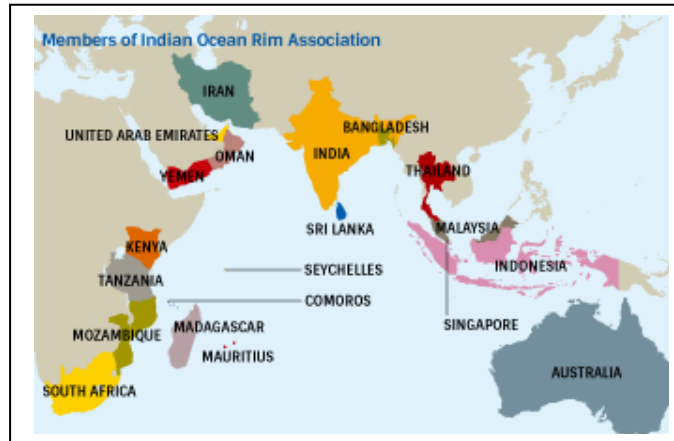 Members of Indian Ocean Rim Association
IRAN
UNITED ARAB EMIRATES
OMAN
YEMEN
BANGLADESH
INDIA
THAILAND
SRI LANKA
MALAYSIA
KENYA
SEYCHELLES
INDONESIA
TANZANIA
COMOROS
MOZAMBIQUE
MADAGASCAR
SINGAPORE
MAURITIUS
AUSTRALIA
SOUTH AFRICA